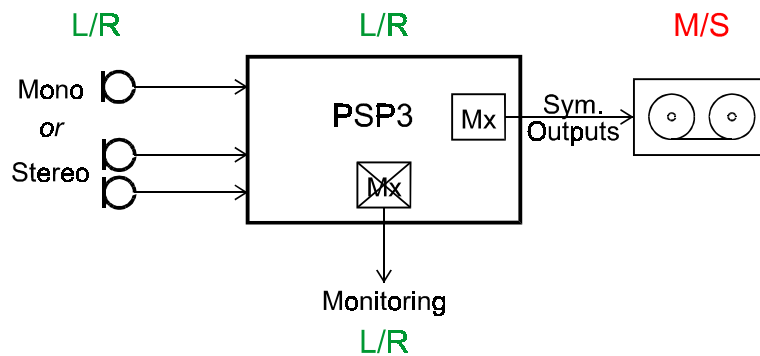 L/R
L/R
M/S
Mono
or
Stereo
PSP3
Mx
Sym.
Outputs
Mx
Monitoring
L/R